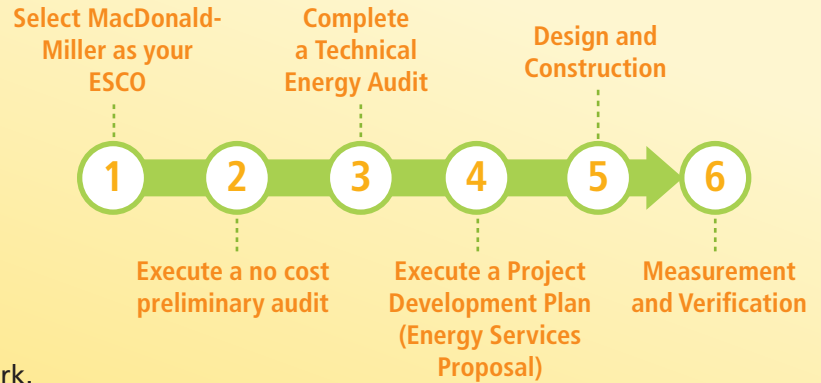 Select MacDonald-
Miller as your
ESCO
Complete
a Technical
Energy Audit
Design and
Construction
1
2
3
4
5
6
Execute a no cost
preliminary audit
Execute a Project
Development Plan
(Energy Services
Proposal)
Measurement
and Verification